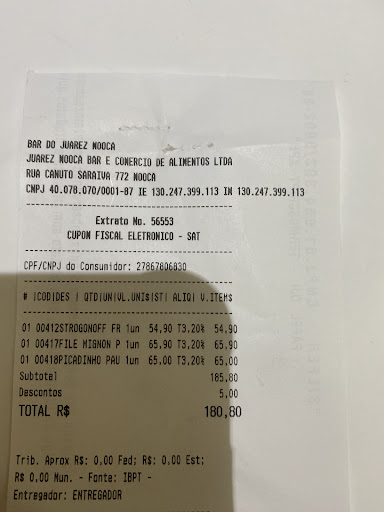 BAR DO JUAREZ NOOCA
JUAREZ NOOCA BAR E COMERCIO DE ALIMENTOS LTDA
RUA CANUTO SARAIVA 772 NOOCA
CNPJ 40.078.070/0001-87 IE 130.247.399.113 IM 130.247.399.113
Extrato No. 56553
CUPOM FISCAL ELETRONICO - SAT
CPF/CNPJ do Consumidor: 27867806830
# |COD|DES | QTD|UN|VL.UNI$|ST| ALIQ| V.ITEM$
01 00412STROGONOFF FR 1un 54,90 T3,20% 54,90
01 00417FILE MIGNON P 1un 65,90 T3,20% 65,90
01 00418PICADINHO PAU 1un 65,00 T3,20% 65,00
Subtotal 185,80
Descontos 5,00
TOTAL R$ 180,80
Trib. Aprox R$: 0,00 Fed; R$: 0,00 Est;
R$ 0,00 Mun. - Fonte: IBPT -
Entregador: ENTREGADOR